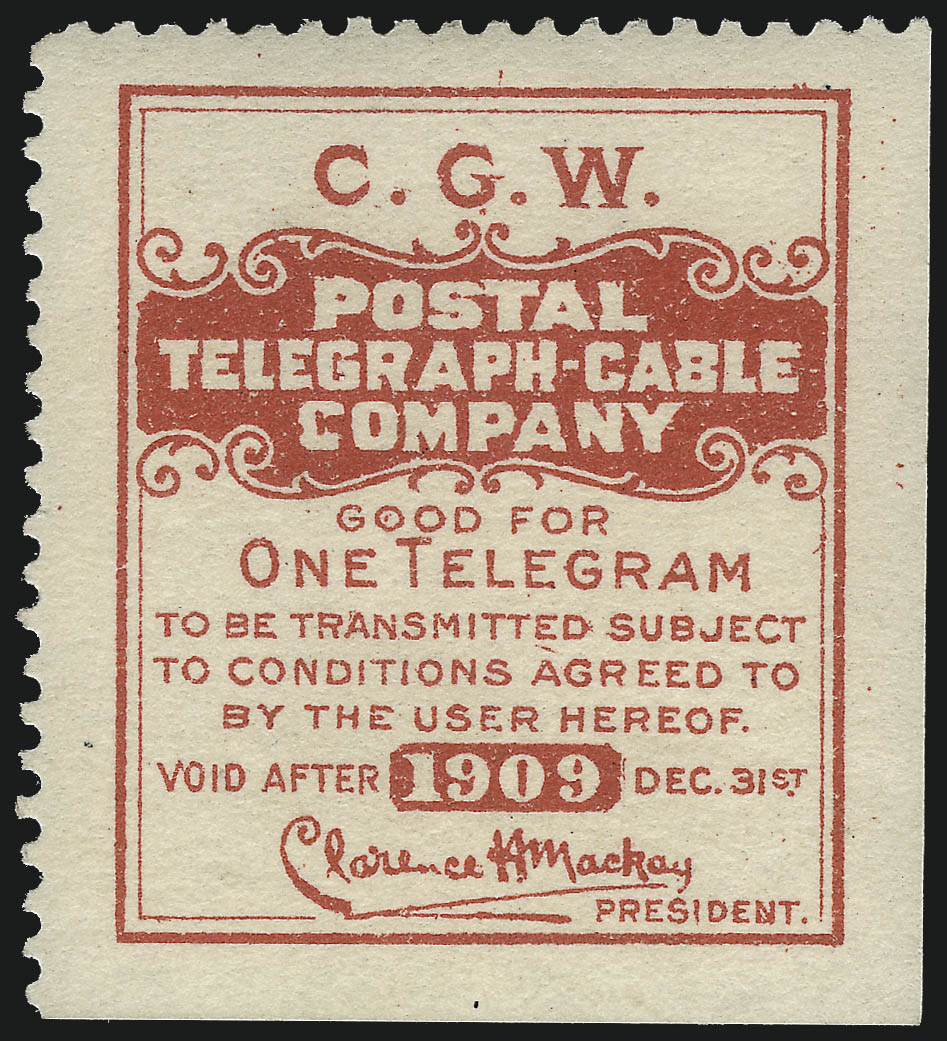 C. G. W.
POSTAL
TELEGRAPH-CABLE
COMPANY
GOOD FOR
ONE TELEGRAM
TO BE TRANSMITTED SUBJECT
TO CONDITIONS AGREED TO
BY THE USER HEREOF.
VOID AFTER 1909 DEC. 31ST
Clarence H Mackay
PRESIDENT.